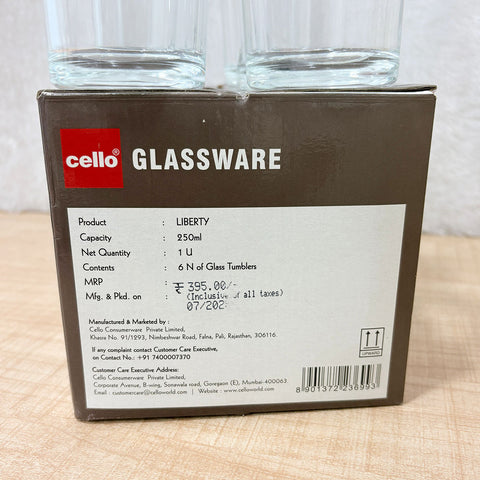 cello® GLASSWARE
Product : LIBERTY
Capacity : 250ml
Net Quantity : 1 U
Contents : 6 N of Glass Tumblers
MRP : ₹ 395.00/-
(Inclusive of all taxes)
Mfg. & Pkd. on :
Manufactured & Marketed by :
Cello Consumerware Private Limited,
Khasra No. 91/1293, Nimbeshwar Road, Falna, Pali, Rajasthan, 306116.
If any complaint contact Customer Care Executive,
on Contact No.: +91 7400007370
Customer Care Executive Address:
Cello Consumerware Private Limited,
Corporate Avenue, B-wing, Sonawala road, Goregaon (E), Mumbai-400063
Email : customercare@celloworld.com | Website : www.celloworld.com
UPWARD
8 901372 236993